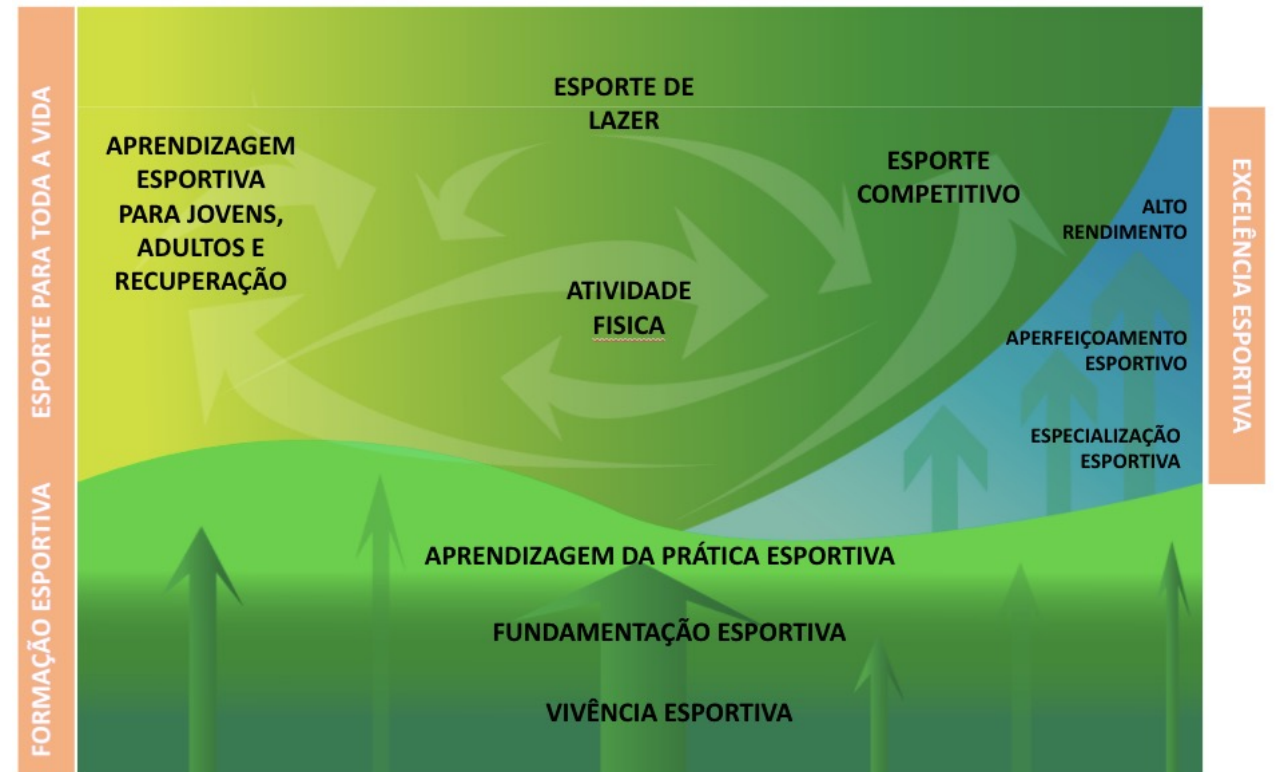 ESPORTE PARA TODA A VIDA
FORMAÇÃO ESPORTIVA
ESPORTE DE
LAZER
APRENDIZAGEM
ESPORTIVA
PARA JOVENS,
ADULTOS E
RECUPERAÇÃO
ESPORTE
COMPETITIVO
ATIVIDADE
FISICA
ALTO
RENDIMENTO
APERFEIÇOAMENTO
ESPORTIVO
ESPECIALIZAÇÃO
ESPORTIVA
EXCELÊNCIA ESPORTIVA
APRENDIZAGEM DA PRÁTICA ESPORTIVA
FUNDAMENTAÇÃO ESPORTIVA
VIVÊNCIA ESPORTIVA